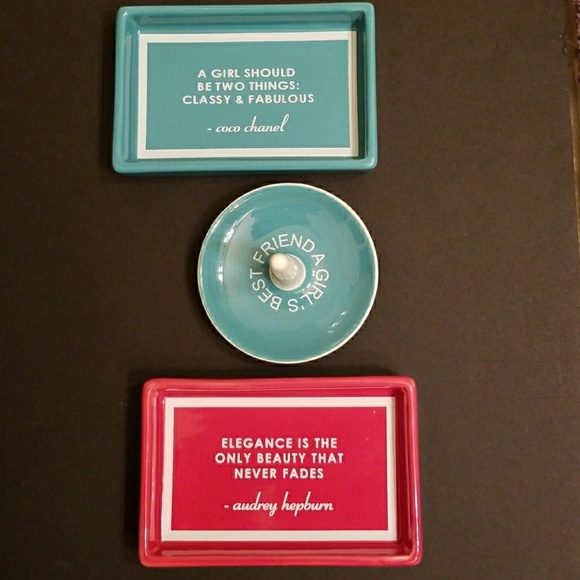 A GIRL SHOULD
BE TWO THINGS:
CLASSY & FABULOUS
- coco chanel
A GIRL'S BEST FRIEND
ELEGANCE IS THE
ONLY BEAUTY THAT
NEVER FADES
- audrey hepburn